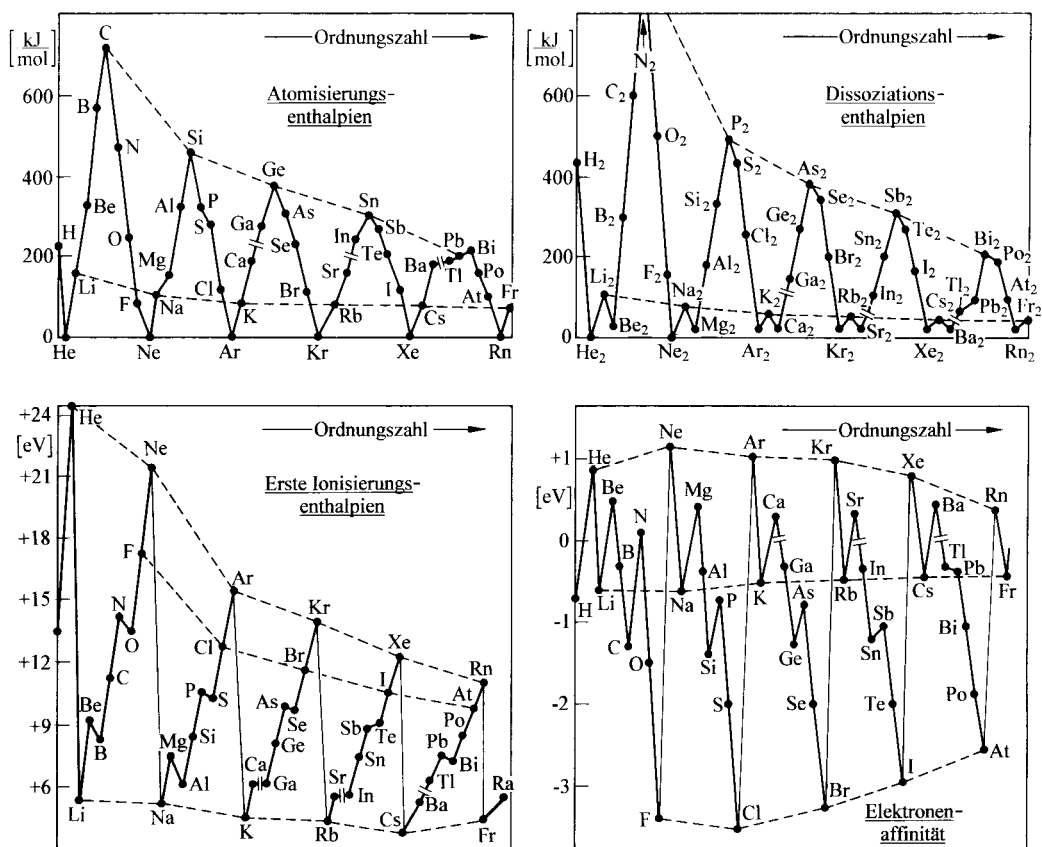 [kJ/mol]
Ordnungszahl
Atomisierungs-
enthalpien
600
400
200
0
H
He
Li
Be
B
C
N
O
F
Ne
Na
Mg
Al
Si
P
S
Cl
Ar
K
Ca
Ga
Ge
As
Se
Br
Kr
Rb
Sr
In
Sn
Sb
Te
I
Xe
Cs
Ba
Tl
Pb
Bi
Po
At
Rn
Fr
[kJ/mol]
Ordnungszahl
Dissoziations-
enthalpien
600
400
200
0
H₂
He₂
Li₂
Be₂
B₂
C₂
N₂
O₂
F₂
Ne₂
Na₂
Mg₂
Al₂
Si₂
P₂
S₂
Cl₂
Ar₂
K₂
Ca₂
Ga₂
Ge₂
As₂
Se₂
Br₂
Kr₂
Rb₂
Sr₂
In₂
Sn₂
Sb₂
Te₂
I₂
Xe₂
Cs₂
Ba₂
Tl₂
Pb₂
Bi₂
Po₂
At₂
Rn₂
Fr₂
+24
[eV]
+21
+18
+15
+12
+9
+6
Ordnungszahl
Erste Ionisierungs-
enthalpien
He
Li
Be
B
C
N
O
F
Ne
Na
Mg
Al
Si
P
S
Cl
Ar
K
Ca
Ga
Ge
As
Se
Br
Kr
Rb
Sr
In
Sn
Sb
Te
I
Xe
Cs
Ba
Tl
Pb
Bi
Po
At
Rn
Fr
Ra
+1
[eV]
0
-1
-2
-3
Ordnungszahl
H
He
Li
Be
B
C
N
O
F
Ne
Na
Mg
Al
Si
P
S
Cl
Ar
K
Ca
Ga
Ge
As
Se
Br
Kr
Rb
Sr
In
Sn
Sb
Te
I
Xe
Cs
Ba
Tl
Pb
Bi
Po
At
Rn
Fr
Elektronen-
affinität